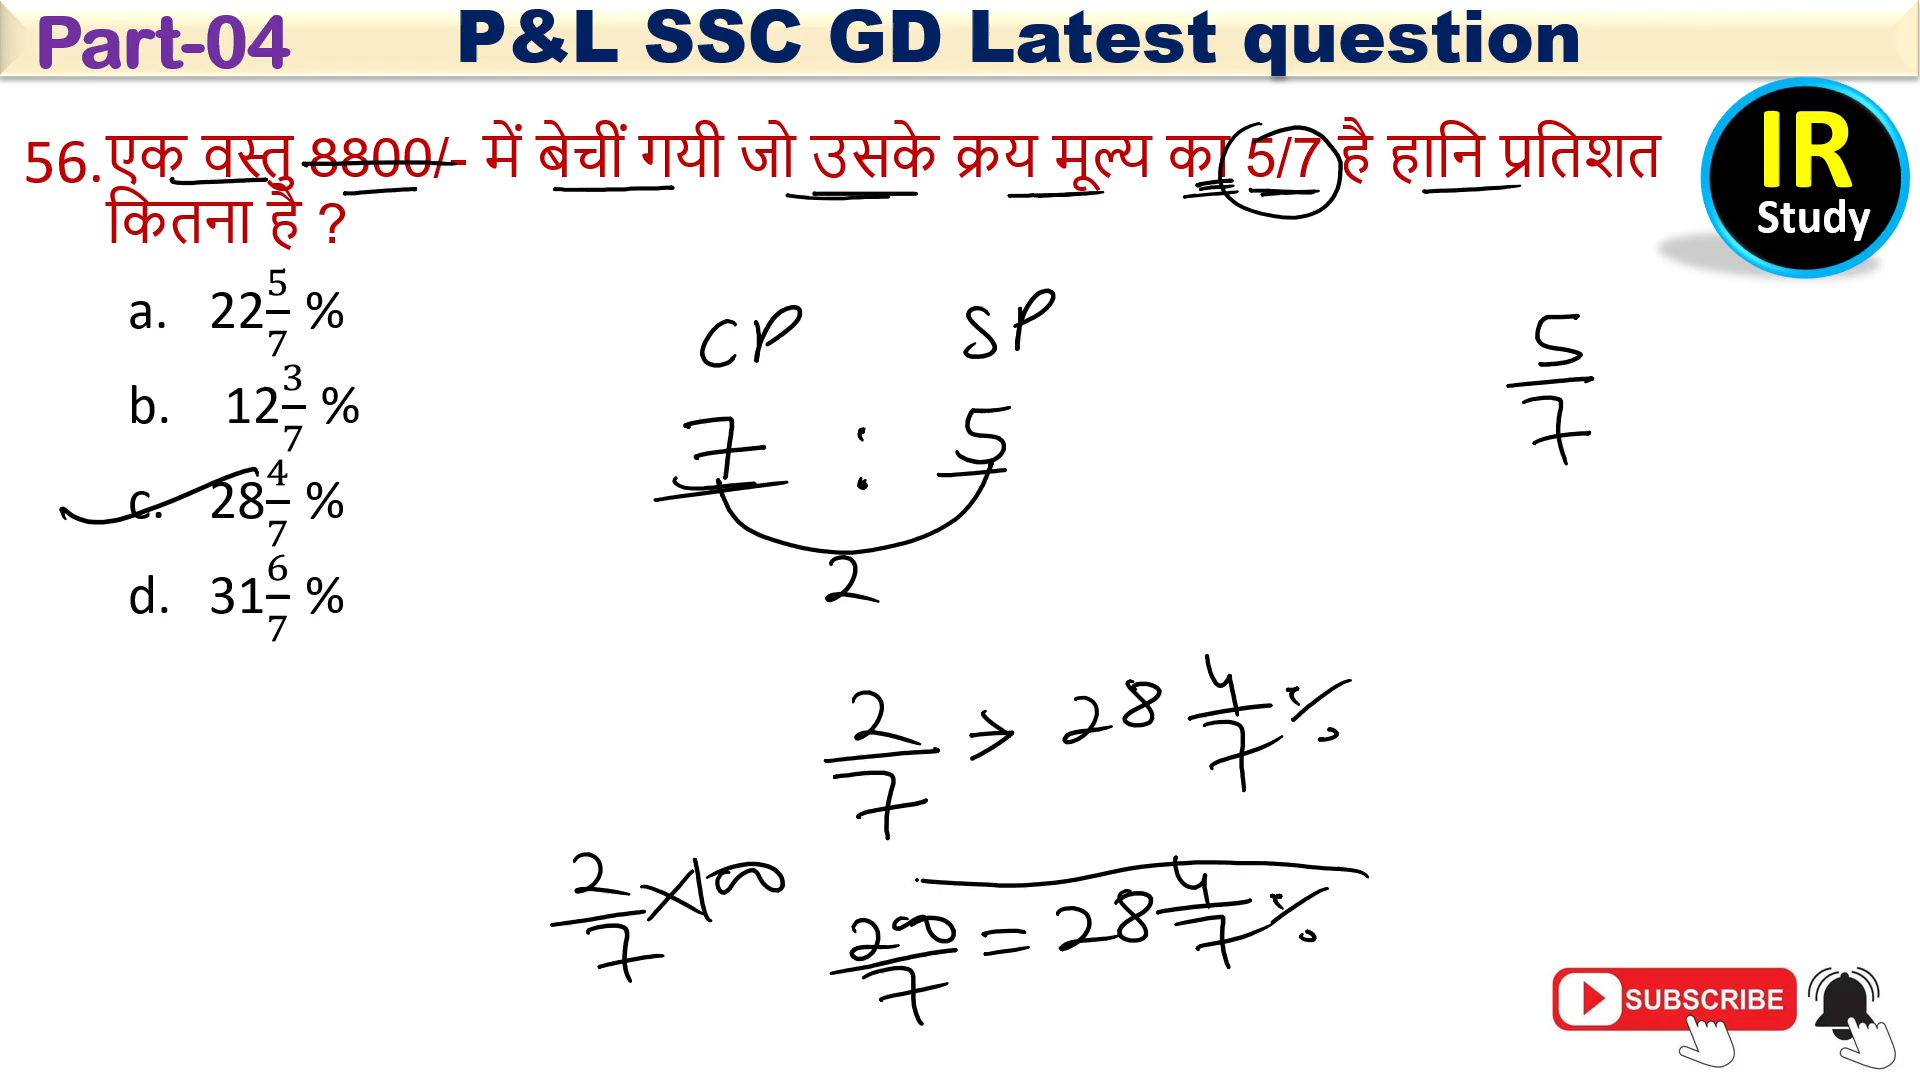 Part-04
P&L SSC GD Latest question
IR
Study
56. एक वस्तु 8800/- में बेचीं गयी जो उसके क्रय मूल्य का 5/7 है हानि प्रतिशत
कितना है ?
a. 22 5/7 %
b. 12 3/7 %
c. 28 4/7 %
d. 31 6/7 %
CP SP
7 : 5
2
5/7
2/7 → 28 4/7 %
2/7 × 100
200/7 = 28 4/7 %
SUBSCRIBE